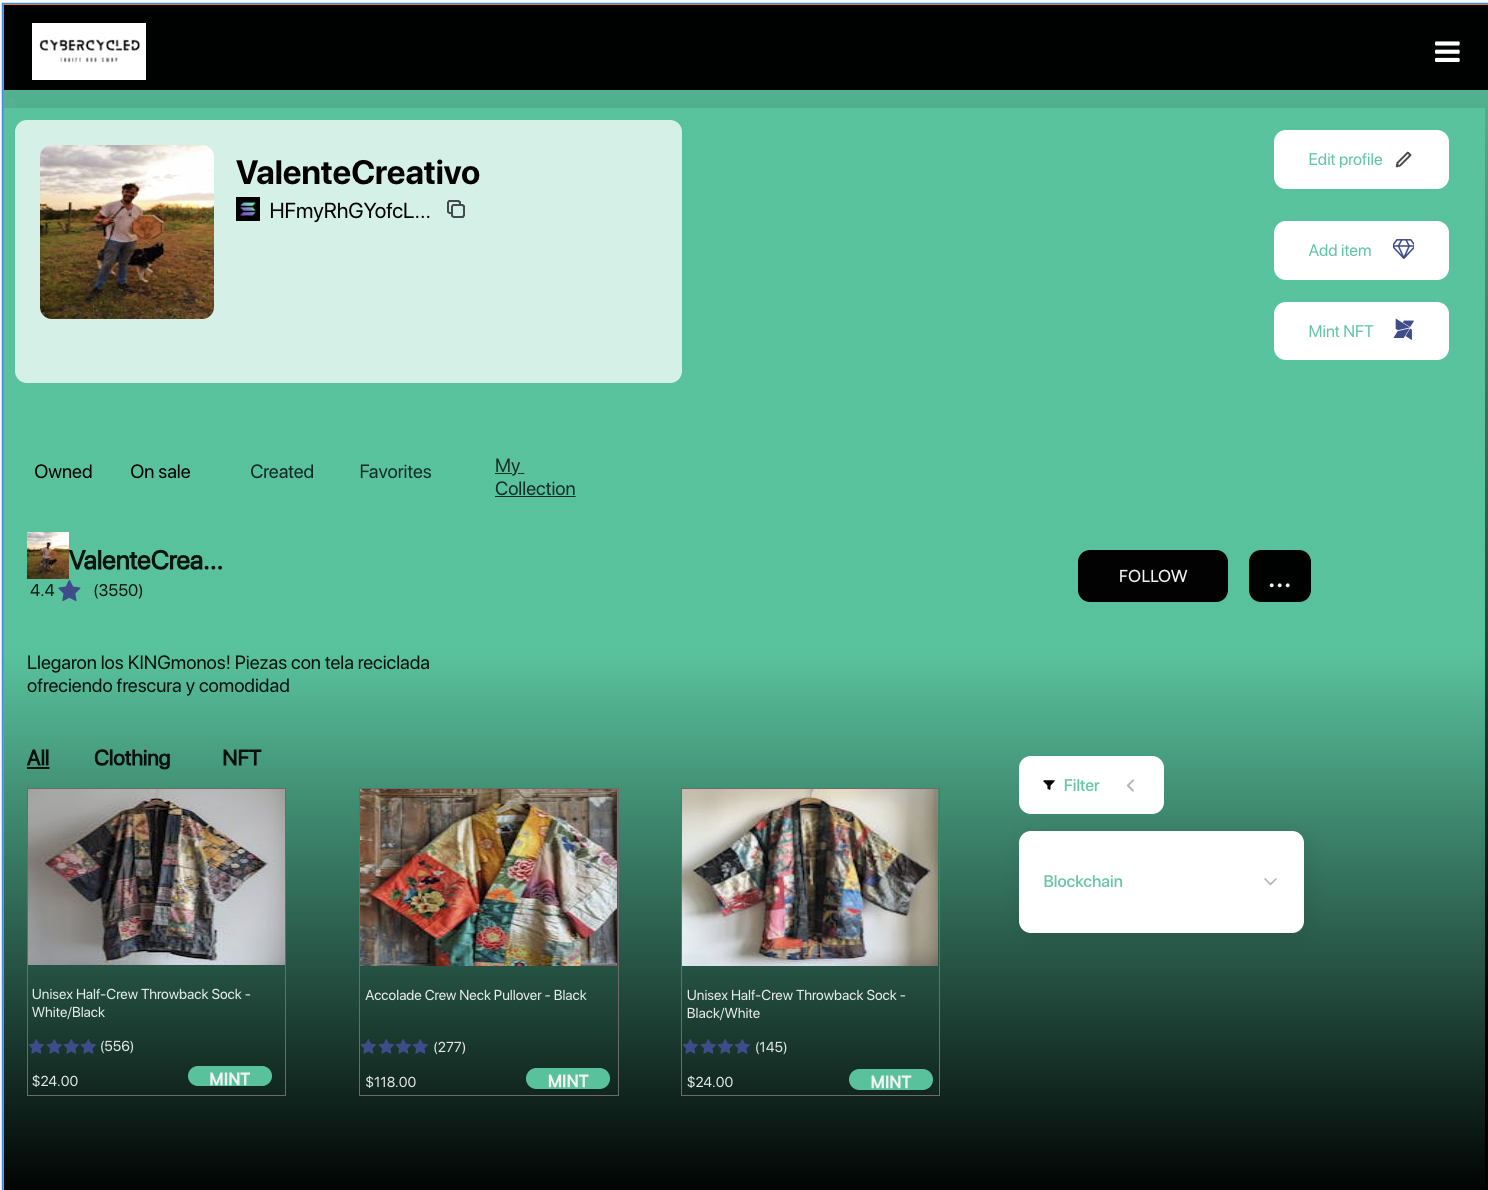 CYBERCYCLED
THRIFT AND SWAP
ValenteCreativo
HFmyRhGYofcL...
Edit profile
Add item
Mint NFT
Owned
On sale
Created
Favorites
My
Collection
ValenteCrea...
4.4 (3550)
FOLLOW
...
Llegaron los KINGmonos! Piezas con tela reciclada
ofreciendo frescura y comodidad
All
Clothing
NFT
Filter
Blockchain
Unisex Half-Crew Throwback Sock -
White/Black
(556)
$24.00
MINT
Accolade Crew Neck Pullover - Black
(277)
$118.00
MINT
Unisex Half-Crew Throwback Sock -
Black/White
(145)
$24.00
MINT